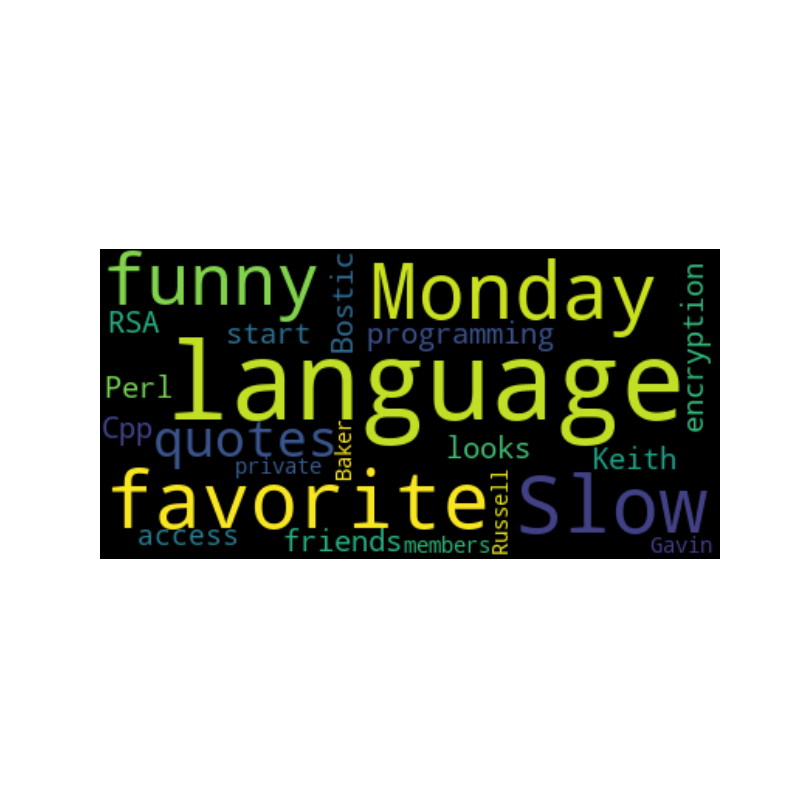 funny
Bostic
Monday
encryption
RSA
start
programming
language
Perl
Cpp
quotes
Baker
looks
Keith
private
favorite
Russell
Slow
access
friends
members
Gavin